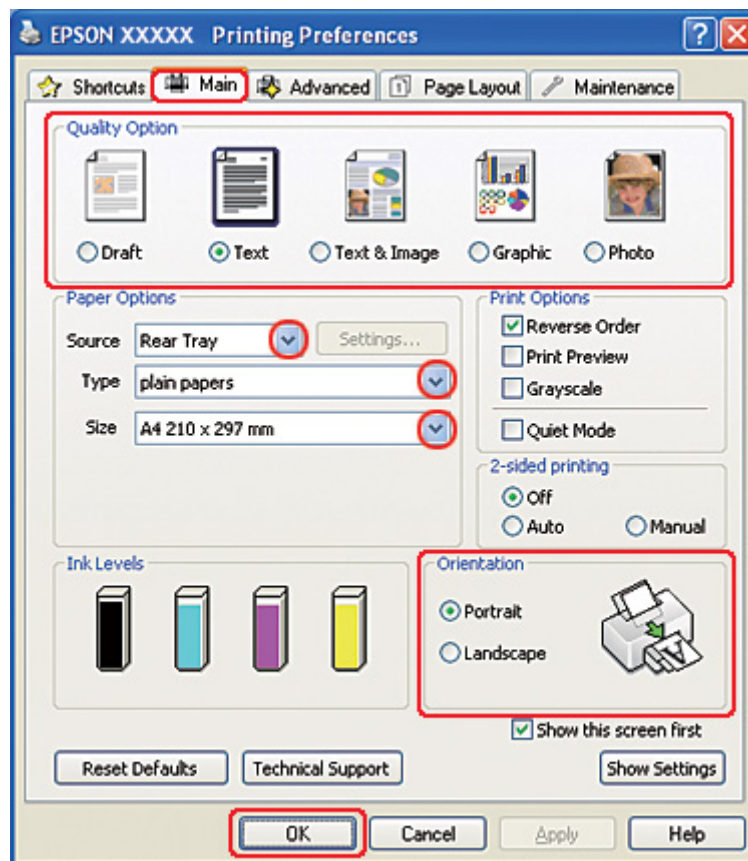 EPSON XXXXX Printing Preferences
Shortcuts Main Advanced Page Layout Maintenance
Quality Option
Draft Text Text & Image Graphic Photo
Paper Options
Source Rear Tray Settings...
Type plain papers
Size A4 210 x 297 mm
Print Options
Reverse Order
Print Preview
Grayscale
Quiet Mode
2-sided printing
Off
Auto Manual
Ink Levels
Orientation
Portrait
Landscape
Show this screen first
Reset Defaults Technical Support Show Settings
OK Cancel Apply Help